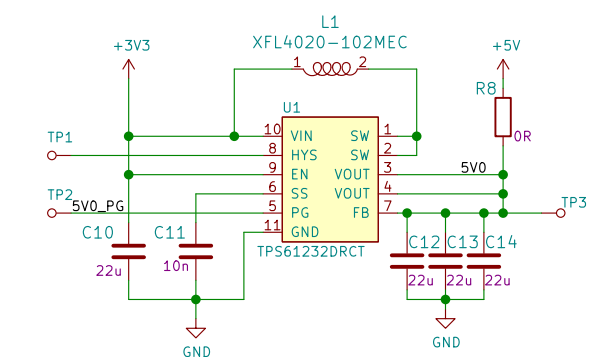 L1
XFL4020-102MEC
+3V3
+5V
1
2
R8
0R
U1
TP1
10 VIN SW 1
8 HYS SW 2
9 EN VOUT 3
5V0
TP2
6 SS VOUT 4
5V0_PG
5 PG FB 7
TP3
11 GND
TPS61232DRCT
C10
22u
C11
10n
C12
22u
C13
22u
C14
22u
GND
GND